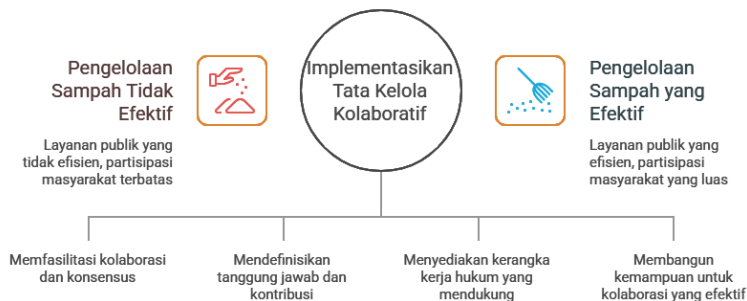 Pengelolaan
Sampah Tidak
Efektif
Layanan publik yang
tidak efisien, partisipasi
masyarakat terbatas
Implementasikan
Tata Kelola
Kolaboratif
Pengelolaan
Sampah yang
Efektif
Layanan publik yang
efisien, partisipasi
masyarakat yang luas
Memfasilitasi kolaborasi
dan konsensus
Mendefinisikan
tanggung jawab dan
kontribusi
Menyediakan kerangka
kerja hukum yang
mendukung
Membangun
kemampuan untuk
kolaborasi yang efektif